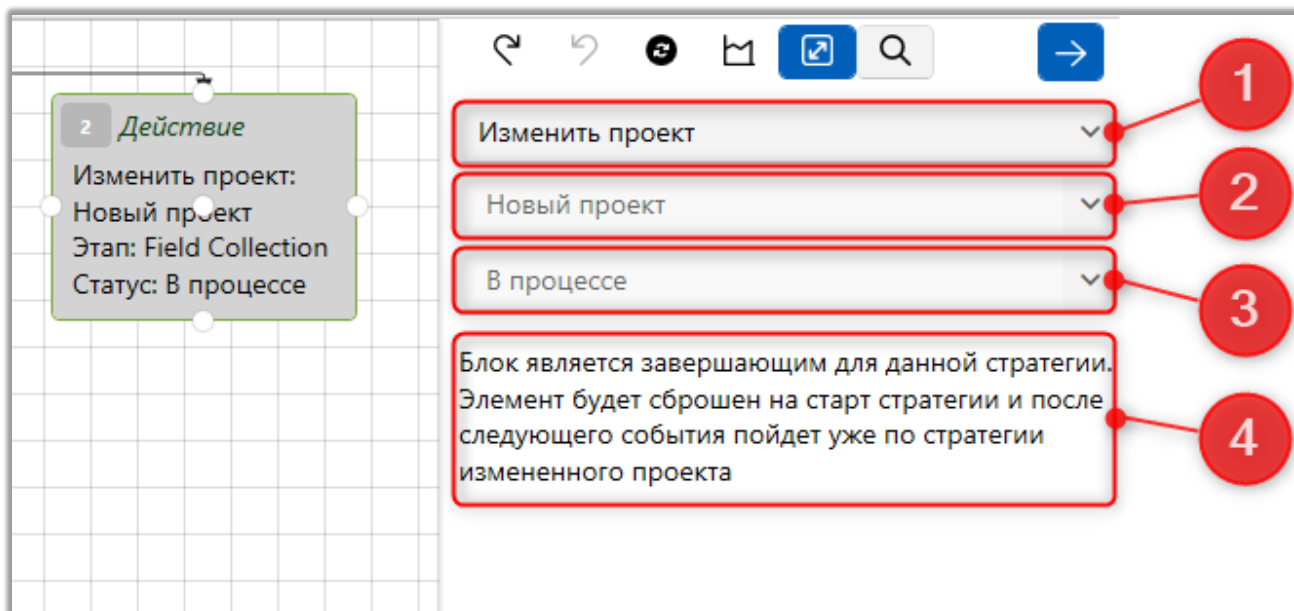 2 Действие
Изменить проект:
Новый проект
Этап: Field Collection
Статус: В процессе
Изменить проект
1
Новый проект
2
В процессе
3
Блок является завершающим для данной стратегии.
Элемент будет сброшен на старт стратегии и после
следующего события пойдет уже по стратегии
измененного проекта
4